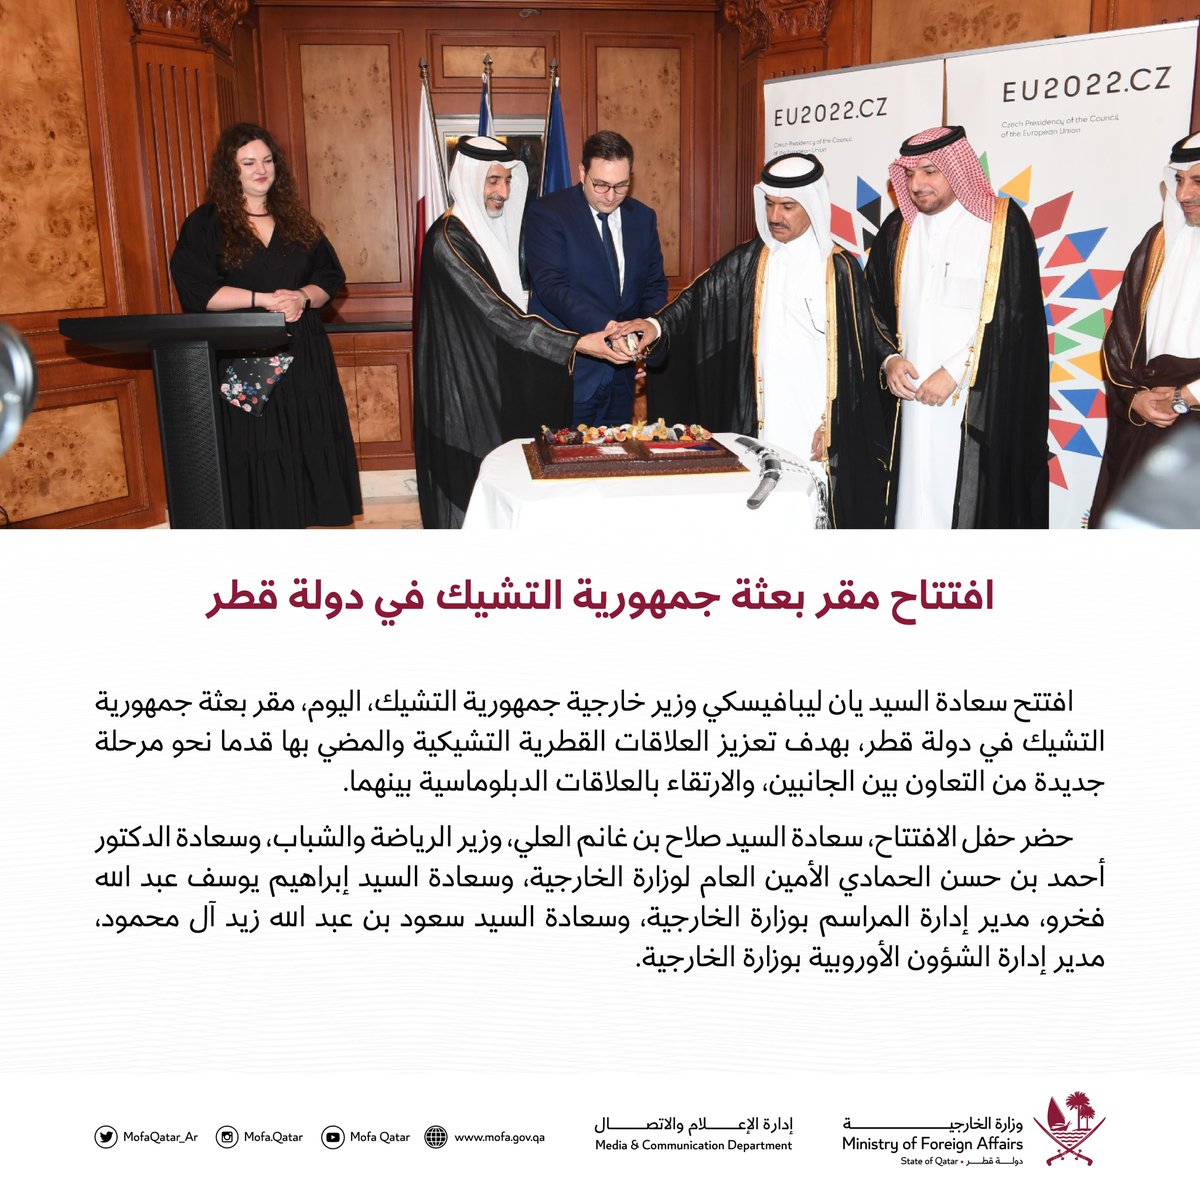 EU2022.CZ
Czech Presidency of the Council
of the European Union
EU2022.CZ
Czech Presidency of the Council
of the European Union
افتتاح مقر بعثة جمهورية التشيك في دولة قطر
افتتح سعادة السيد يان ليبافيسكي وزير خارجية جمهورية التشيك، اليوم، مقر بعثة جمهورية
التشيك في دولة قطر، بهدف تعزيز العلاقات القطرية التشيكية والمضي بها قدما نحو مرحلة
جديدة من التعاون بين الجانبين، والارتقاء بالعلاقات الدبلوماسية بينهما.
حضر حفل الافتتاح، سعادة السيد صلاح بن غانم العلي، وزير الرياضة والشباب، وسعادة الدكتور
أحمد بن حسن الحمادي الأمين العام لوزارة الخارجية، وسعادة السيد إبراهيم يوسف عبد الله
فخرو، مدير إدارة المراسم بوزارة الخارجية، وسعادة السيد سعود بن عبد الله زيد آل محمود،
مدير إدارة الشؤون الأوروبية بوزارة الخارجية.
MofaQatar_Ar
Mofa.Qatar
Mofa Qatar
www.mofa.gov.qa
إدارة الإعلام والاتصال
Media & Communication Department
وزارة الخارجية
Ministry of Foreign Affairs
State of Qatar • دولة قطر